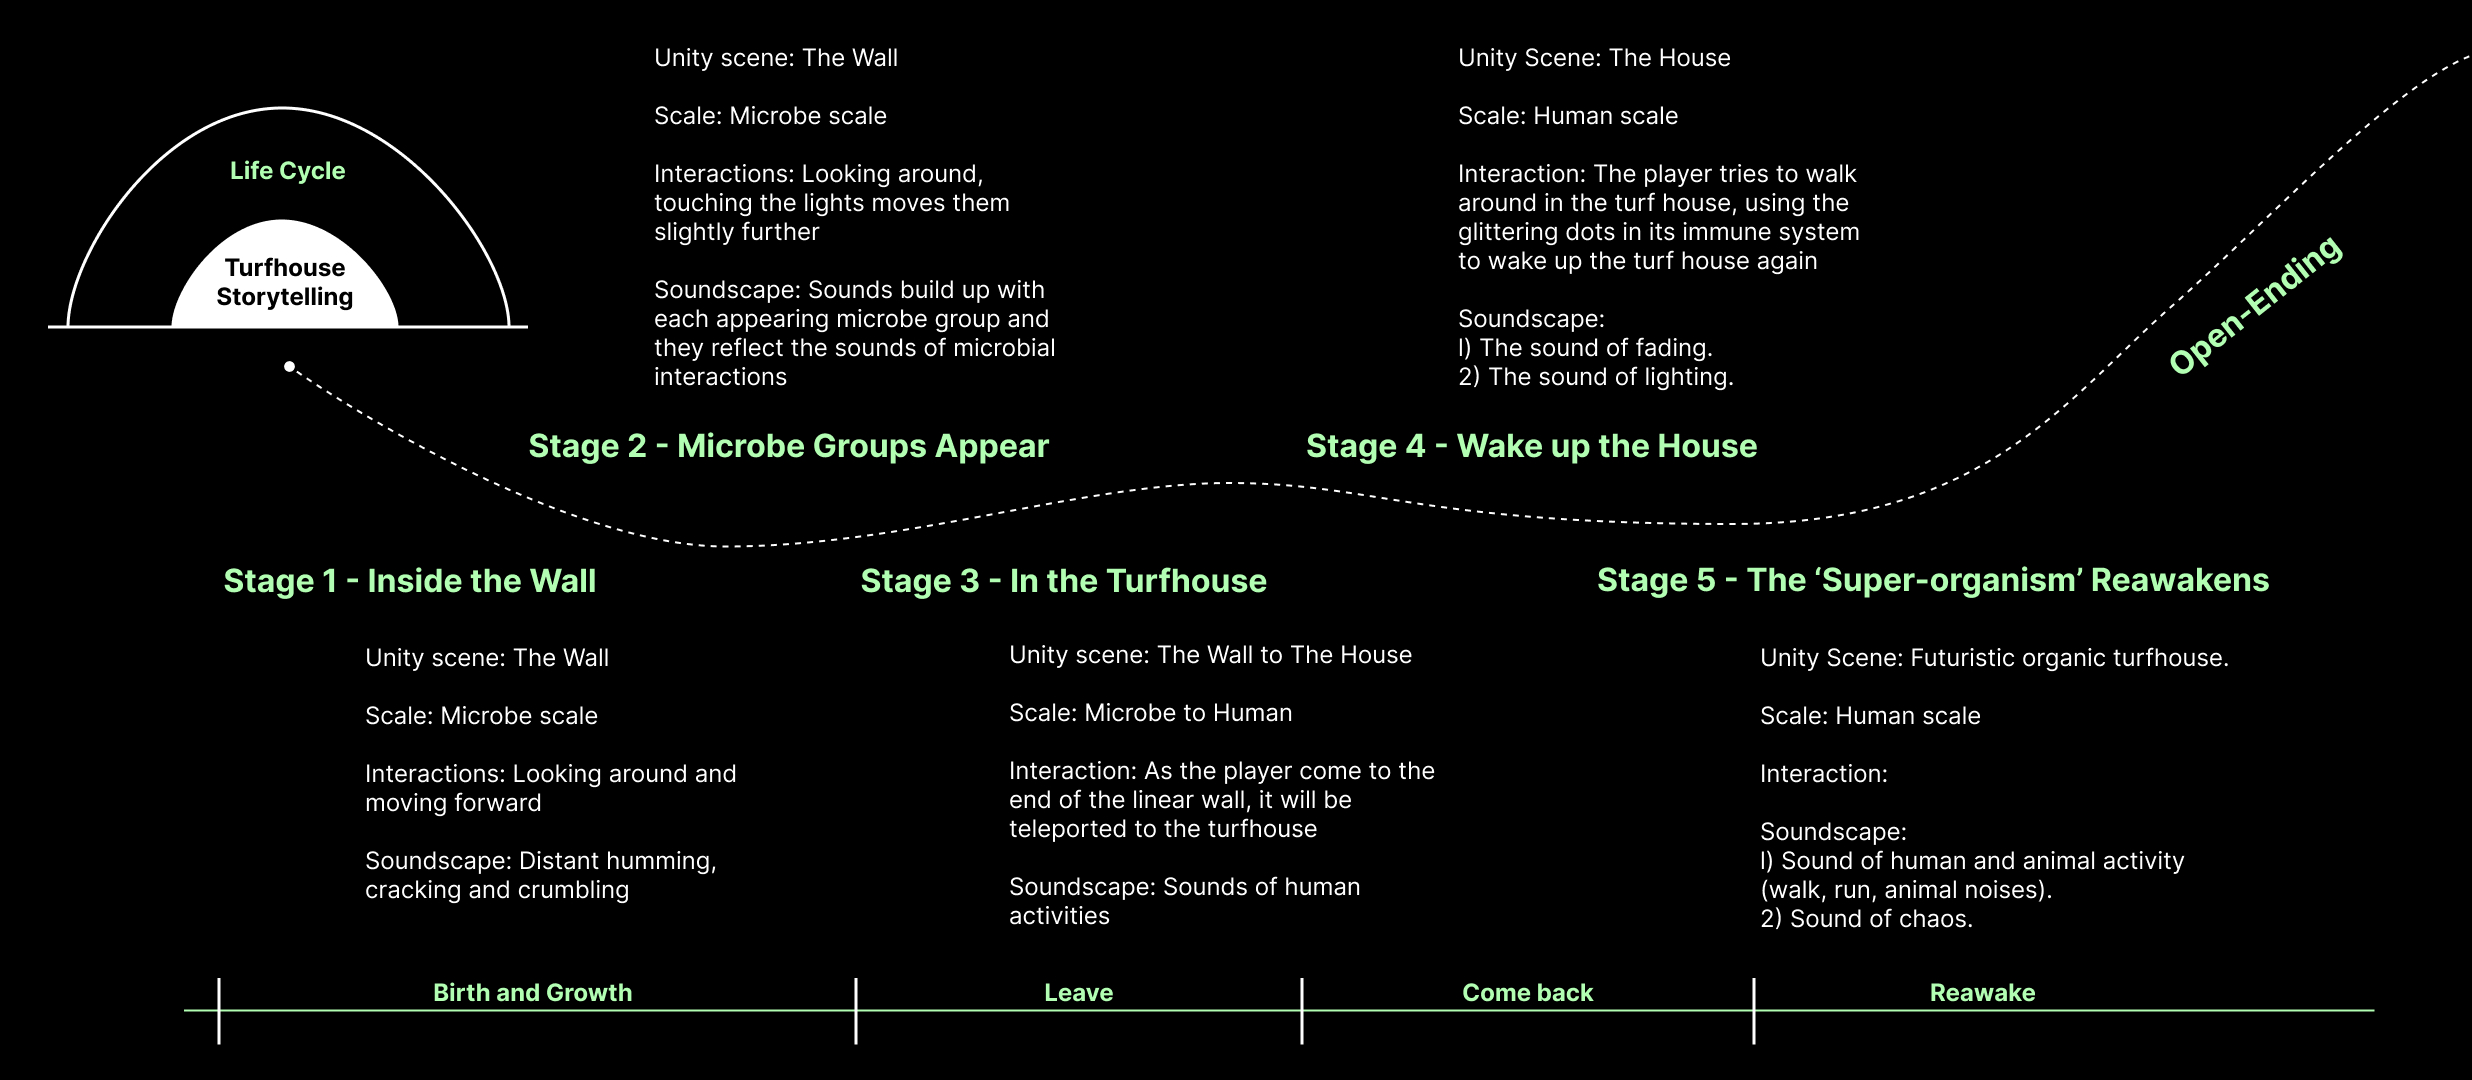 Life Cycle
Turfhouse
Storytelling
Unity scene: The Wall
Scale: Microbe scale
Interactions: Looking around,
touching the lights moves them
slightly further
Soundscape: Sounds build up with
each appearing microbe group and
they reflect the sounds of microbial
interactions
Stage 2 - Microbe Groups Appear
Unity Scene: The House
Scale: Human scale
Interaction: The player tries to walk
around in the turf house, using the
glittering dots in its immune system
to wake up the turf house again
Soundscape:
l) The sound of fading.
2) The sound of lighting.
Stage 4 - Wake up the House
Open-Ending
Stage 1 - Inside the Wall
Unity scene: The Wall
Scale: Microbe scale
Interactions: Looking around and
moving forward
Soundscape: Distant humming,
cracking and crumbling
Stage 3 - In the Turfhouse
Unity scene: The Wall to The House
Scale: Microbe to Human
Interaction: As the player come to the
end of the linear wall, it will be
teleported to the turfhouse
Soundscape: Sounds of human
activities
Stage 5 - The ‘Super-organism’ Reawakens
Unity Scene: Futuristic organic turfhouse.
Scale: Human scale
Interaction:
Soundscape:
l) Sound of human and animal activity
(walk, run, animal noises).
2) Sound of chaos.
Birth and Growth
Leave
Come back
Reawake